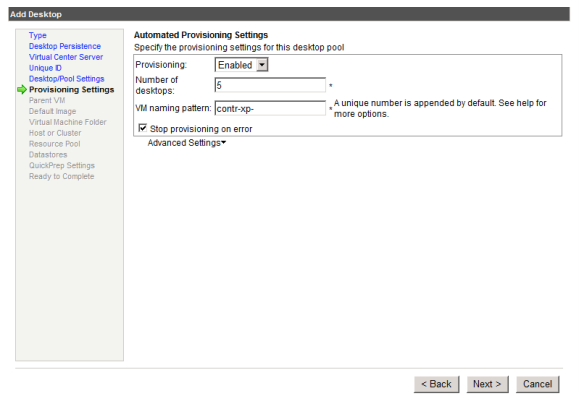 Add Desktop
Type
Desktop Persistence
Virtual Center Server
Unique ID
Desktop/Pool Settings
Provisioning Settings
Parent VM
Default Image
Virtual Machine Folder
Host or Cluster
Resource Pool
Datastores
QuickPrep Settings
Ready to Complete
Automated Provisioning Settings
Specify the provisioning settings for this desktop pool
Provisioning: Enabled
Number of
desktops: 5 *
VM naming pattern: contr-xp- * A unique number is appended by default. See help for
more options.
Stop provisioning on error
Advanced Settings
< Back Next > Cancel